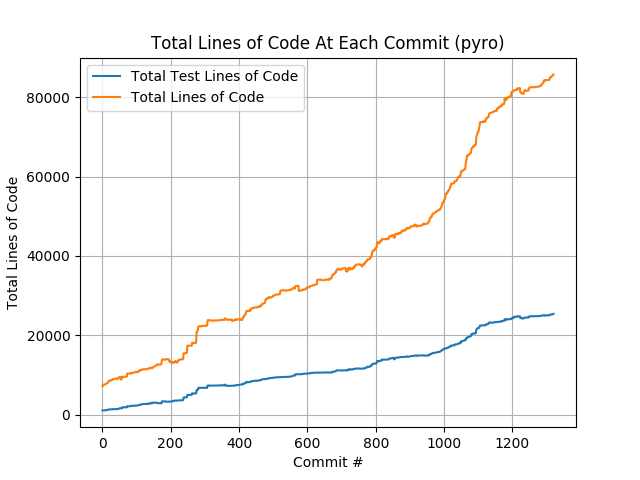 Total Lines of Code At Each Commit (pyro)
Total Test Lines of Code
Total Lines of Code
Total Lines of Code
80000
60000
40000
20000
0
0 200 400 600 800 1000 1200
Commit #